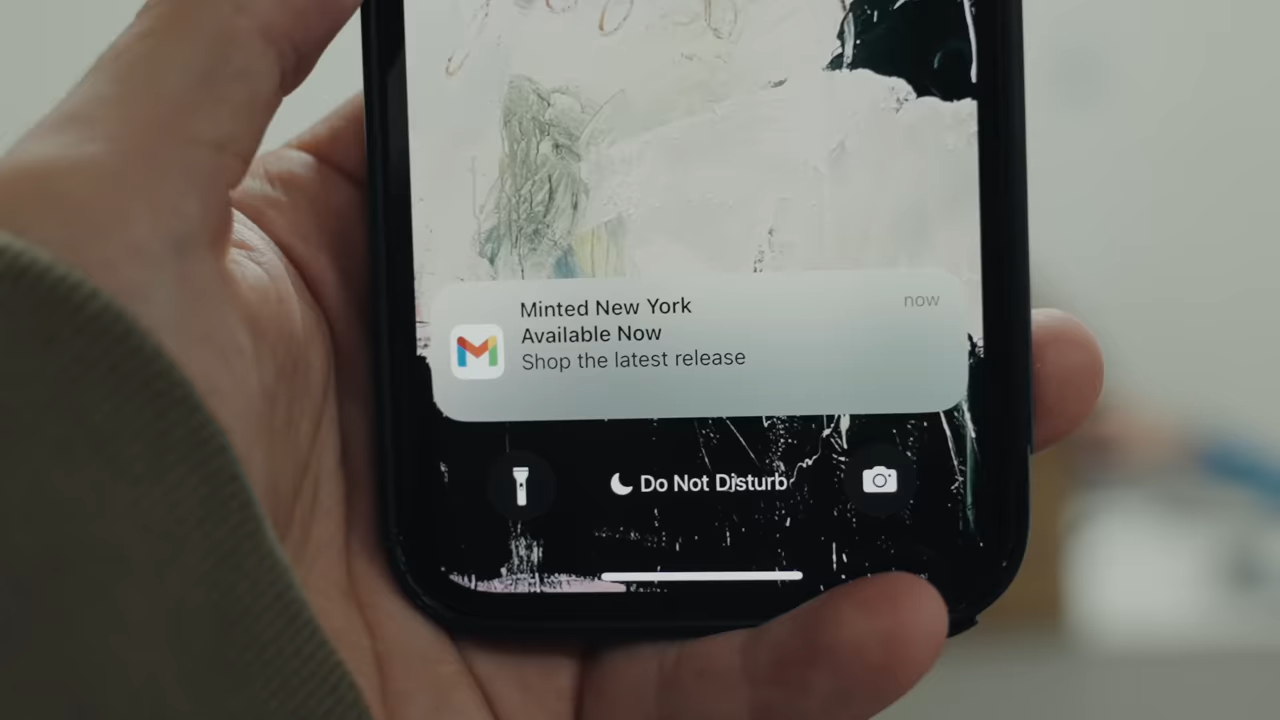 Minted New York
now
Available Now
Shop the latest release
Do Not Disturb